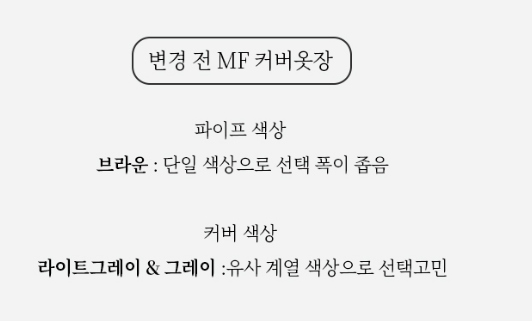 변경 전 MF 커버옷장
파이프 색상
브라운 : 단일 색상으로 선택 폭이 좁음
커버 색상
라이트그레이 & 그레이 :유사 계열 색상으로 선택고민